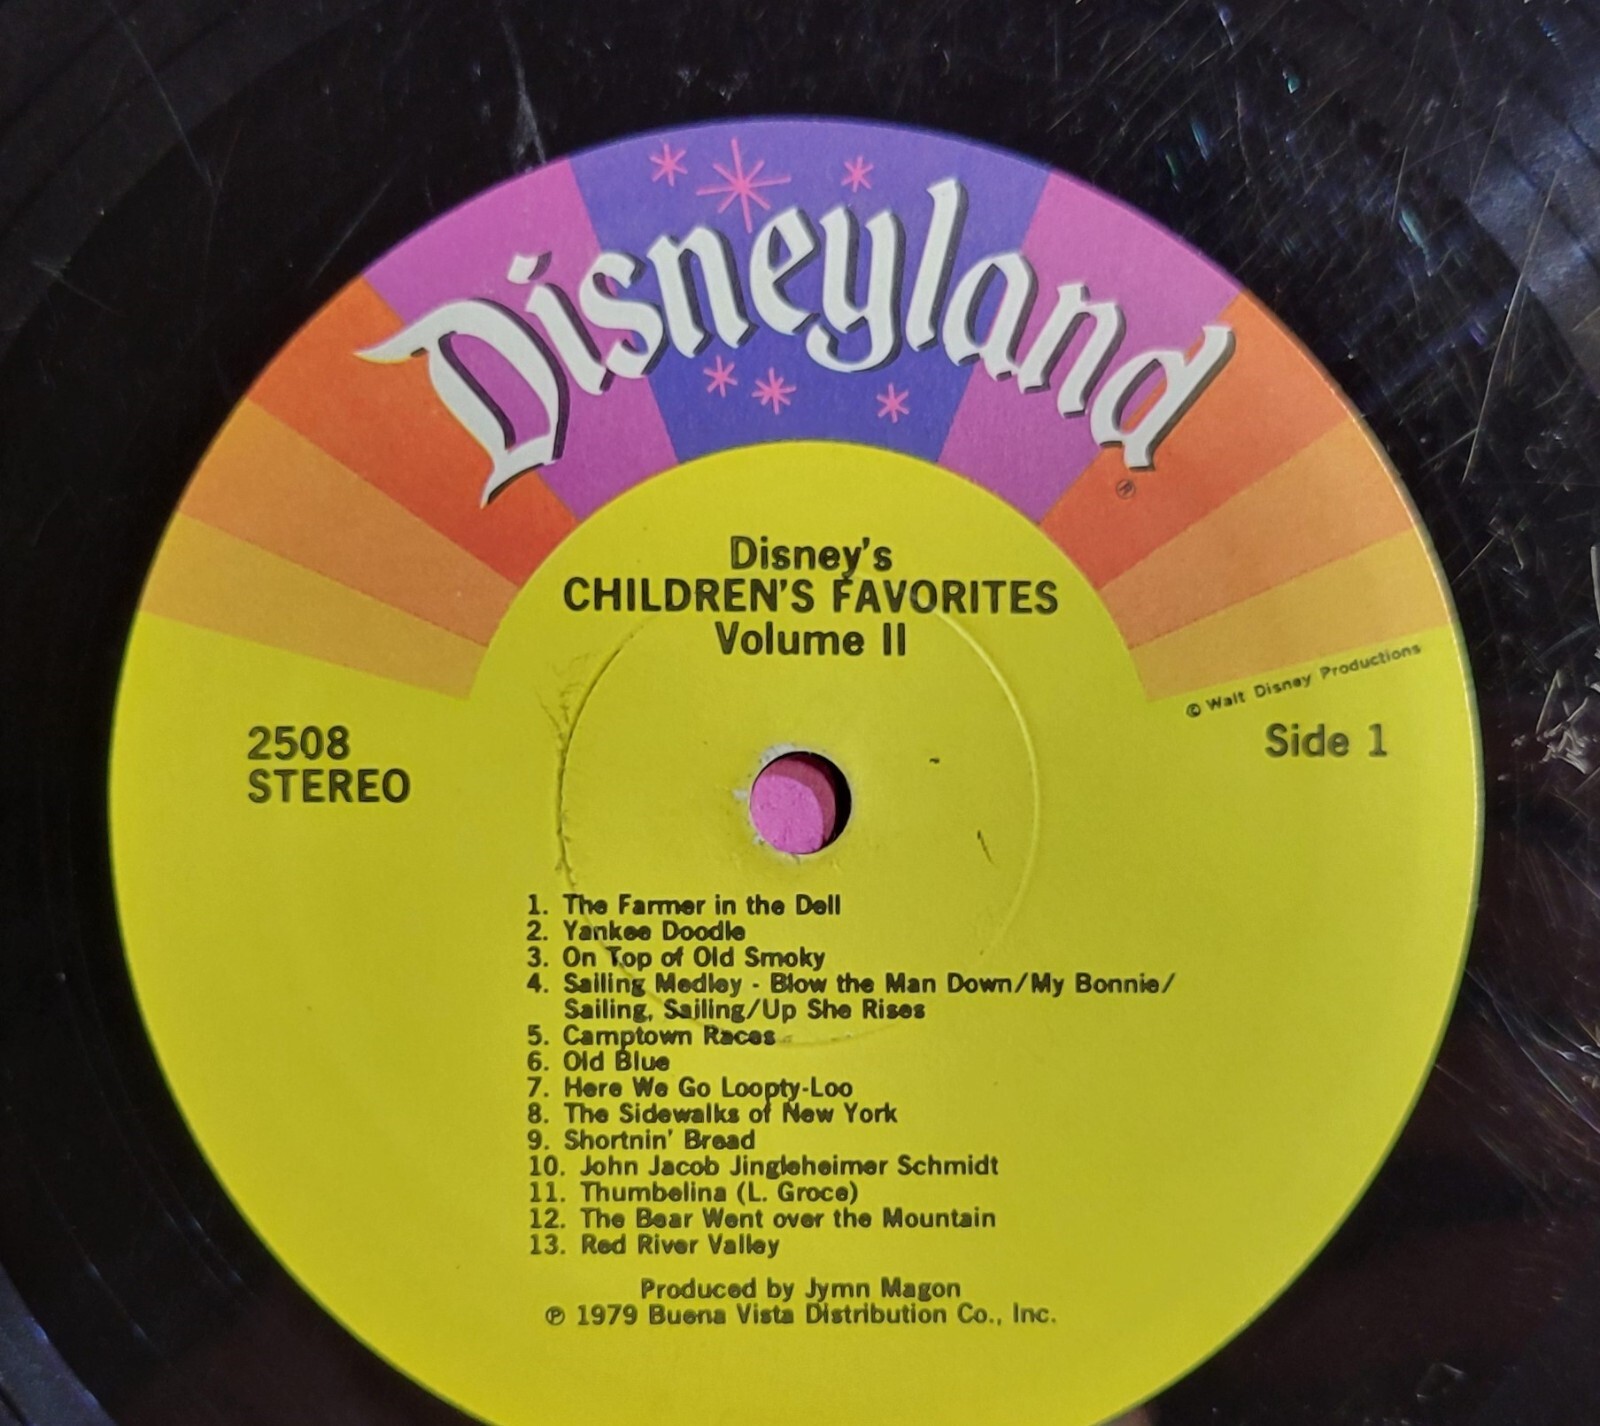 Disneyland
®
Disney's
CHILDREN'S FAVORITES
Volume II
© Walt Disney Productions
2508
STEREO
Side 1
1. The Farmer in the Dell
2. Yankee Doodle
3. On Top of Old Smoky
4. Sailing Medley - Blow the Man Down/My Bonnie/
Sailing, Sailing/Up She Rises
5. Camptown Races
6. Old Blue
7. Here We Go Loopty-Loo
8. The Sidewalks of New York
9. Shortnin' Bread
10. John Jacob Jingleheimer Schmidt
11. Thumbelina (L. Groce)
12. The Bear Went over the Mountain
13. Red River Valley
Produced by Jymn Magon
℗ 1979 Buena Vista Distribution Co., Inc.